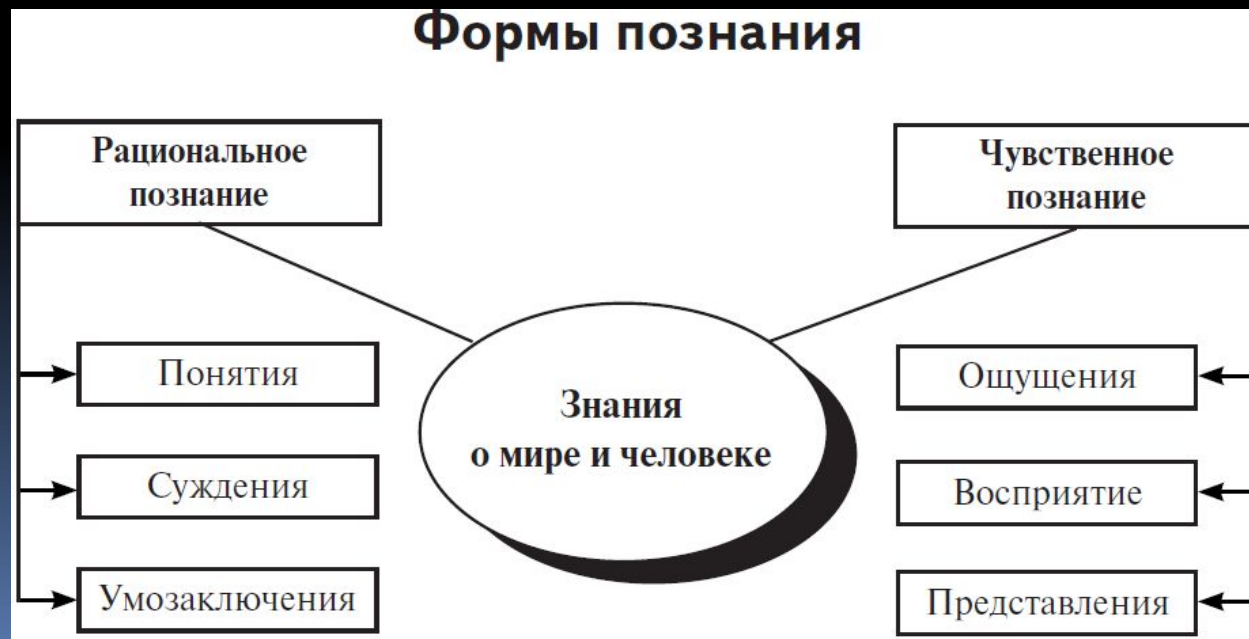 Формы познания
Рациональное
познание
Чувственное
познание
Понятия
Суждения
Умозаключения
Знания
о мире и человеке
Ощущения
Восприятие
Представления